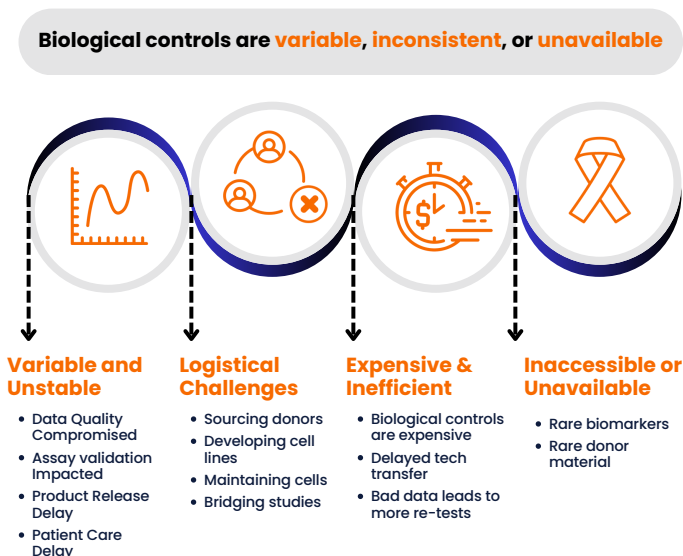 Biological controls are variable, inconsistent, or unavailable
$
Variable and
Unstable
Data Quality
Compromised
Assay validation
Impacted
Product Release
Delay
Patient Care
Delay
Logistical
Challenges
Sourcing donors
Developing cell
lines
Maintaining cells
Bridging studies
Expensive &
Inefficient
Biological controls
are expensive
Delayed tech
transfer
Bad data leads to
more re-tests
Inaccessible or
Unavailable
Rare biomarkers
Rare donor
material